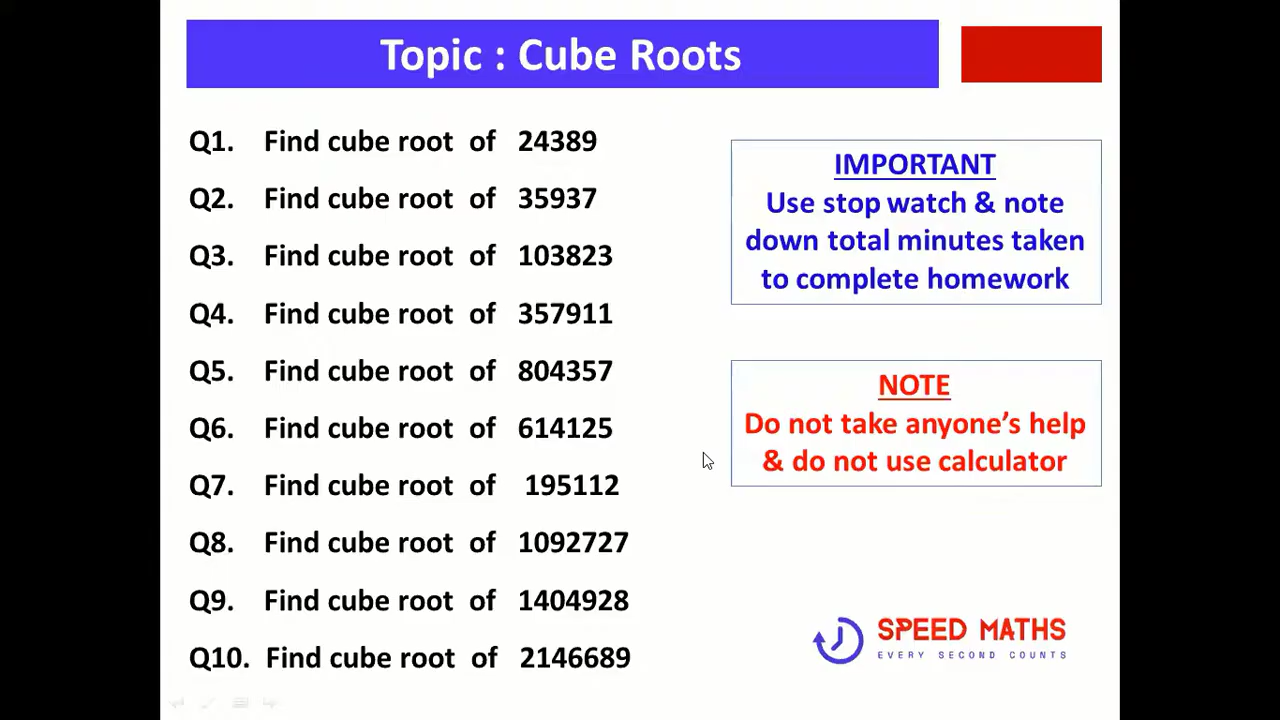 Topic : Cube Roots
Q1. Find cube root of 24389
Q2. Find cube root of 35937
Q3. Find cube root of 103823
Q4. Find cube root of 357911
Q5. Find cube root of 804357
Q6. Find cube root of 614125
Q7. Find cube root of 195112
Q8. Find cube root of 1092727
Q9. Find cube root of 1404928
Q10. Find cube root of 2146689
IMPORTANT
Use stop watch & note
down total minutes taken
to complete homework
NOTE
Do not take anyone’s help
& do not use calculator
SPEED MATHS
EVERY SECOND COUNTS